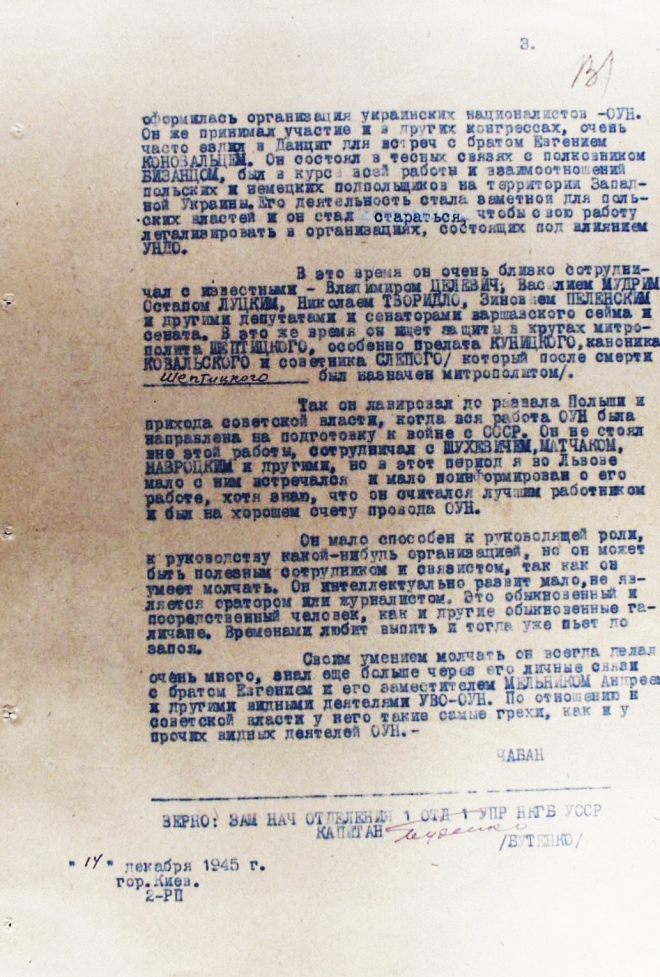 3.
оформилась организация украинских националистов -ОУН.
Он же принимал участие и в других конгрессах, очень
часто ездил в Данциг для встреч с братом Евгением
КОНОВАЛЬЦЕМ. Он состоял в тесных связях с полковником
БИЗАНЦОМ, был в курсе всей работы и взаимоотношений
польских и немецких подпольщиков на территории Запад-
ной Украины. Его деятельность стала заметной для поль-
ских властей и он стал стараться, чтобы свою работу
легализировать в организациях, состоящих под влиянием
УНДО.
В это время он очень близко сотрудни-
чал с известными - Владимиром ЦЕЛЕВИЧ, Василием МУДРИМ
Остапом ЛУЦКИМ, Николаем ТВОРИДЛО, Зиновием ПЕЛЕНСКИМ
и другими депутатами и сенаторами варшавского сейма и
сената. В это же время он ищет защиты в кругах митро-
полита ШЕПТИЦКОГО, особенно прелата КУНИЦКОГО, каноника
КОВАЛЬСКОГО и советника СЛЕПОГО/ который после смерти
Шептицкого был назначен митрополитом/.
Так он лавировал до развала Польши и
прихода советской власти, когда вся работа ОУН была
направлена на подготовку к войне с СССР. Он не стоял
вне этой работы, сотрудничал с ШУХЕВИЧЕМ, МАТЧАКОМ,
НАВРОЦКИМ и другими, но в этот период я во Львове
мало с ним встречался и мало поинформирован о его
работе, хотя знаю, что он считался лучшим работником
и был на хорошем счету провода ОУН.
Он мало способен к руководящей роли,
к руководству какой-нибудь организацией, но он может
быть полезным сотрудником и связистом, так как он
умеет молчать. Он интеллектуально развит мало, не яв-
ляется оратором или журналистом. Это обыкновенный и
посредственный человек, как и другие обыкновенные га-
личане. Временами любит выпить и тогда уже пьет до
запоя.
Своим умением молчать он всегда делал
очень много, знал еще больше через его личные связи
с братом Евгением и его заместителем МЕЛЬНИКОМ Андреем
и другими видными деятелями УВО-ОУН. По отношению к
советской власти у него такие самые грехи, как и у
прочих видных деятелей ОУН.-
ЧАБАН
ВЕРНО: ЗАМ НАЧ ОТДЕЛЕНИЯ 1 ОТД 1 УПР НКГБ УССР
КАПИТАН
/БУТЕНКО/
"14" декабря 1945 г.
гор.Киев.
2-РП